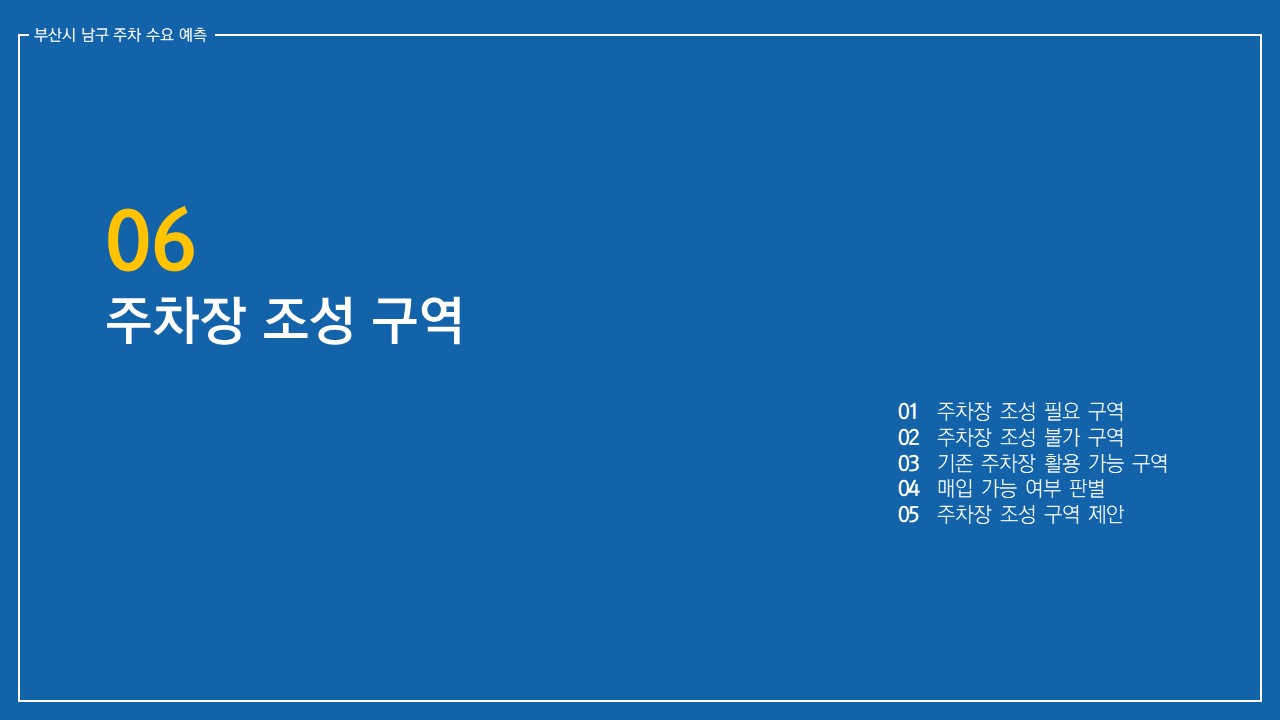 부산시 남구 주차 수요 예측
06
주차장 조성 구역
01 주차장 조성 필요 구역
02 주차장 조성 불가 구역
03 기존 주차장 활용 가능 구역
04 매입 가능 여부 판별
05 주차장 조성 구역 제안